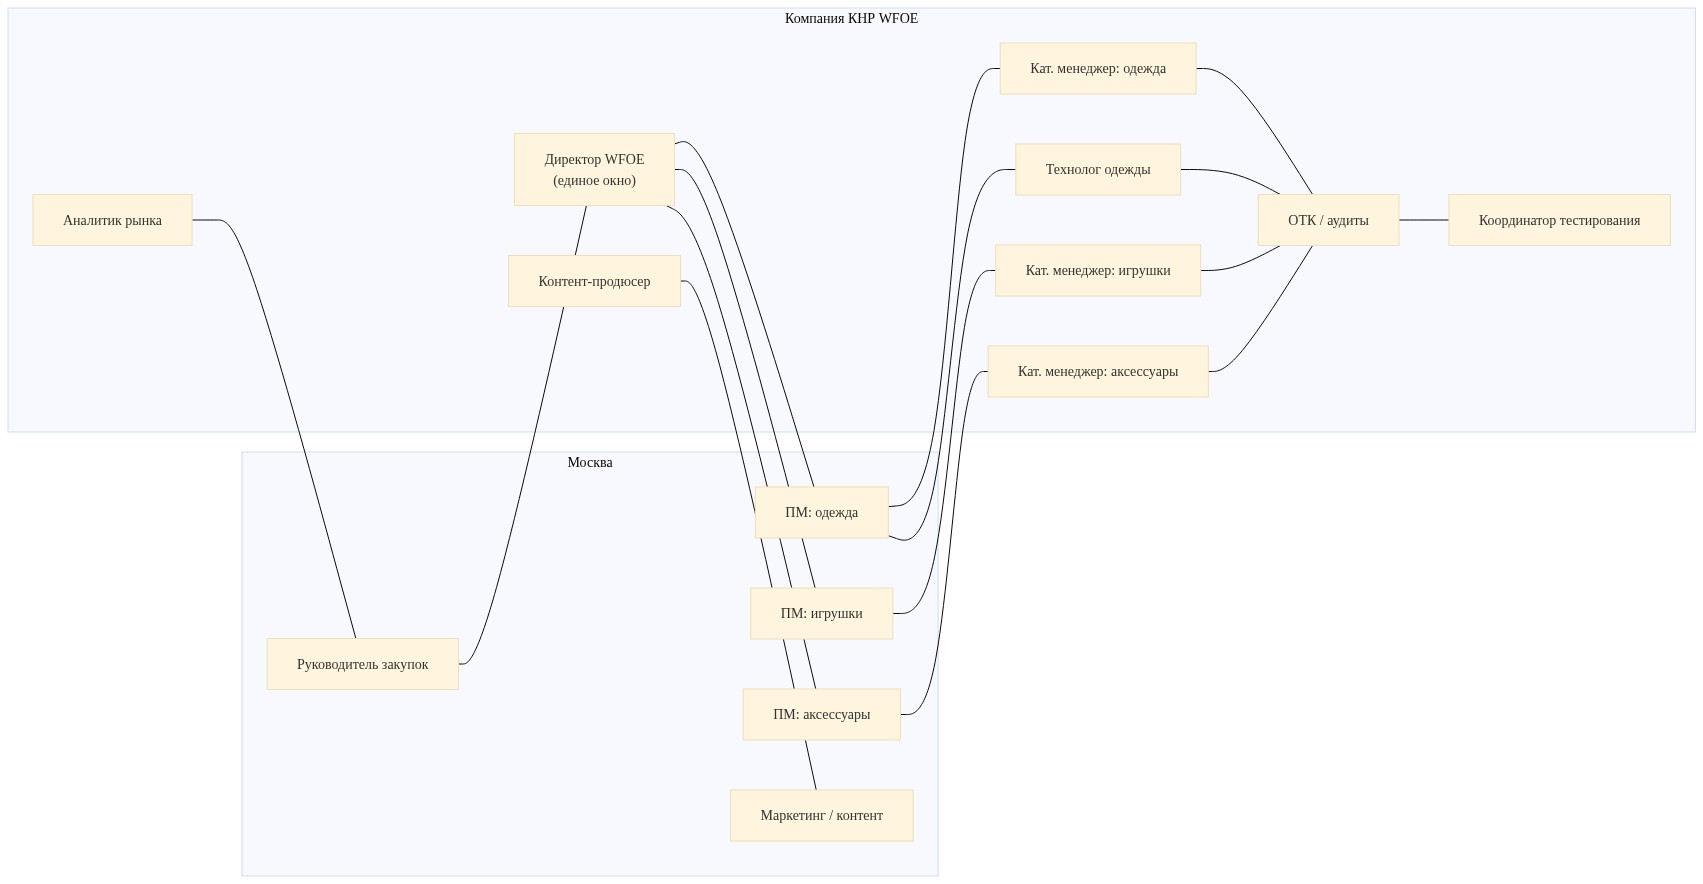 Компания КНР WFOE
Кат. менеджер: одежда
Директор WFOE
(единое окно)
Технолог одежды
Аналитик рынка
ОТК / аудиты
Координатор тестирования
Контент-продюсер
Кат. менеджер: игрушки
Кат. менеджер: аксессуары
Москва
ПМ: одежда
ПМ: игрушки
Руководитель закупок
ПМ: аксессуары
Маркетинг / контент